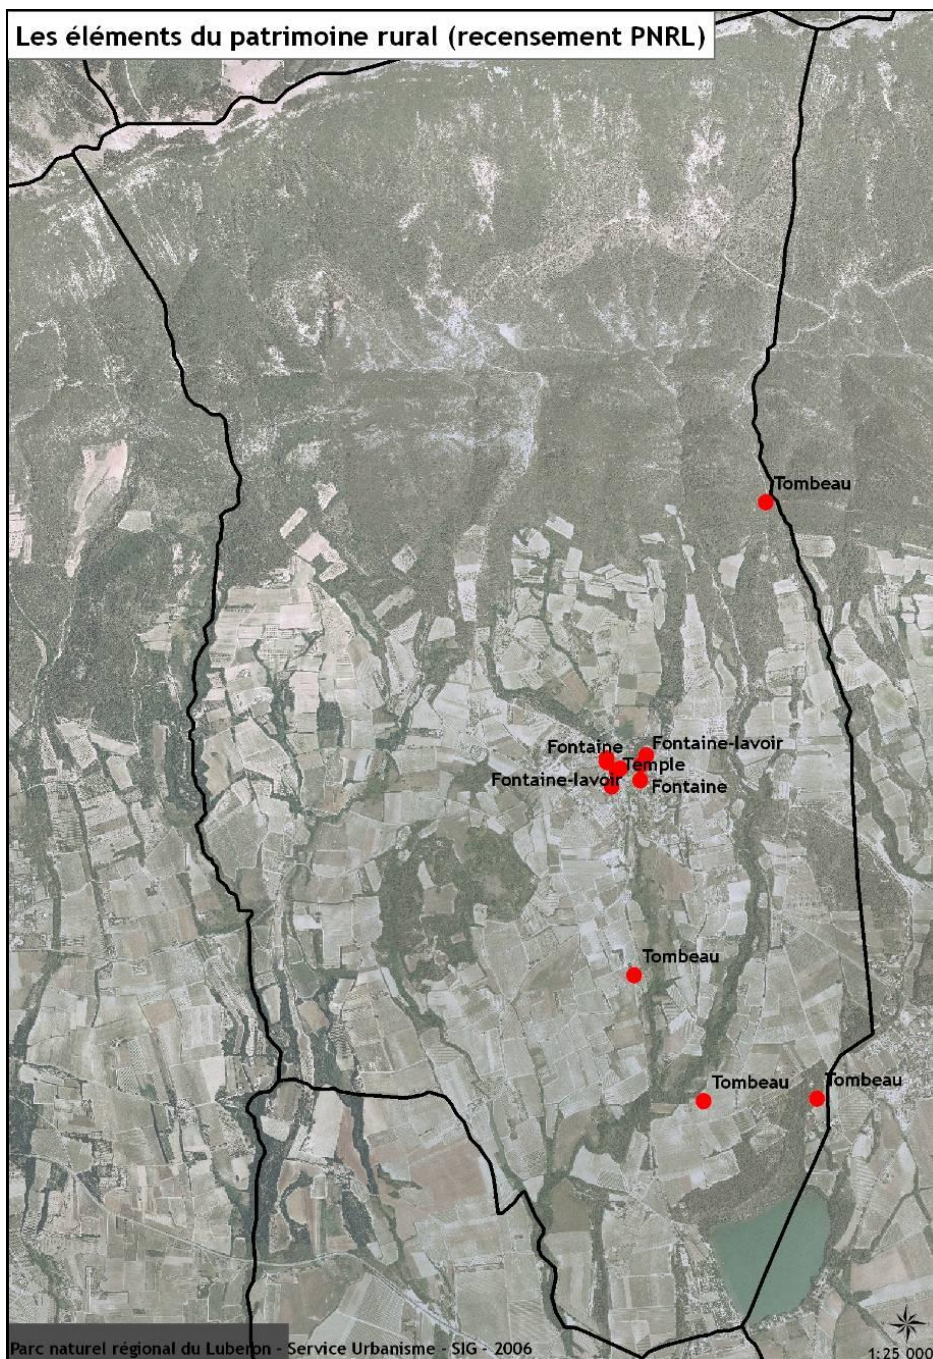 Les éléments du patrimoine rural (recensement PNRL)
Tombeau
Fontaine
Fontaine-lavoir
Temple
Fontaine-lavoir
Fontaine
Tombeau
Tombeau
Tombeau
Parc naturel régional du Luberon - Service Urbanisme - SIG - 2006
1:25 000